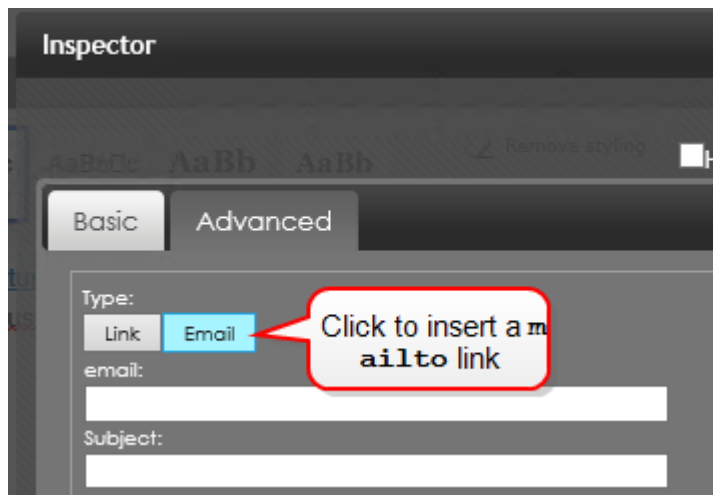 Inspector
AaBbCc AaBb AaBb Remove styling H
Basic Advanced
Type:
Link Email
Click to insert a m
ailto link
email:
Subject: